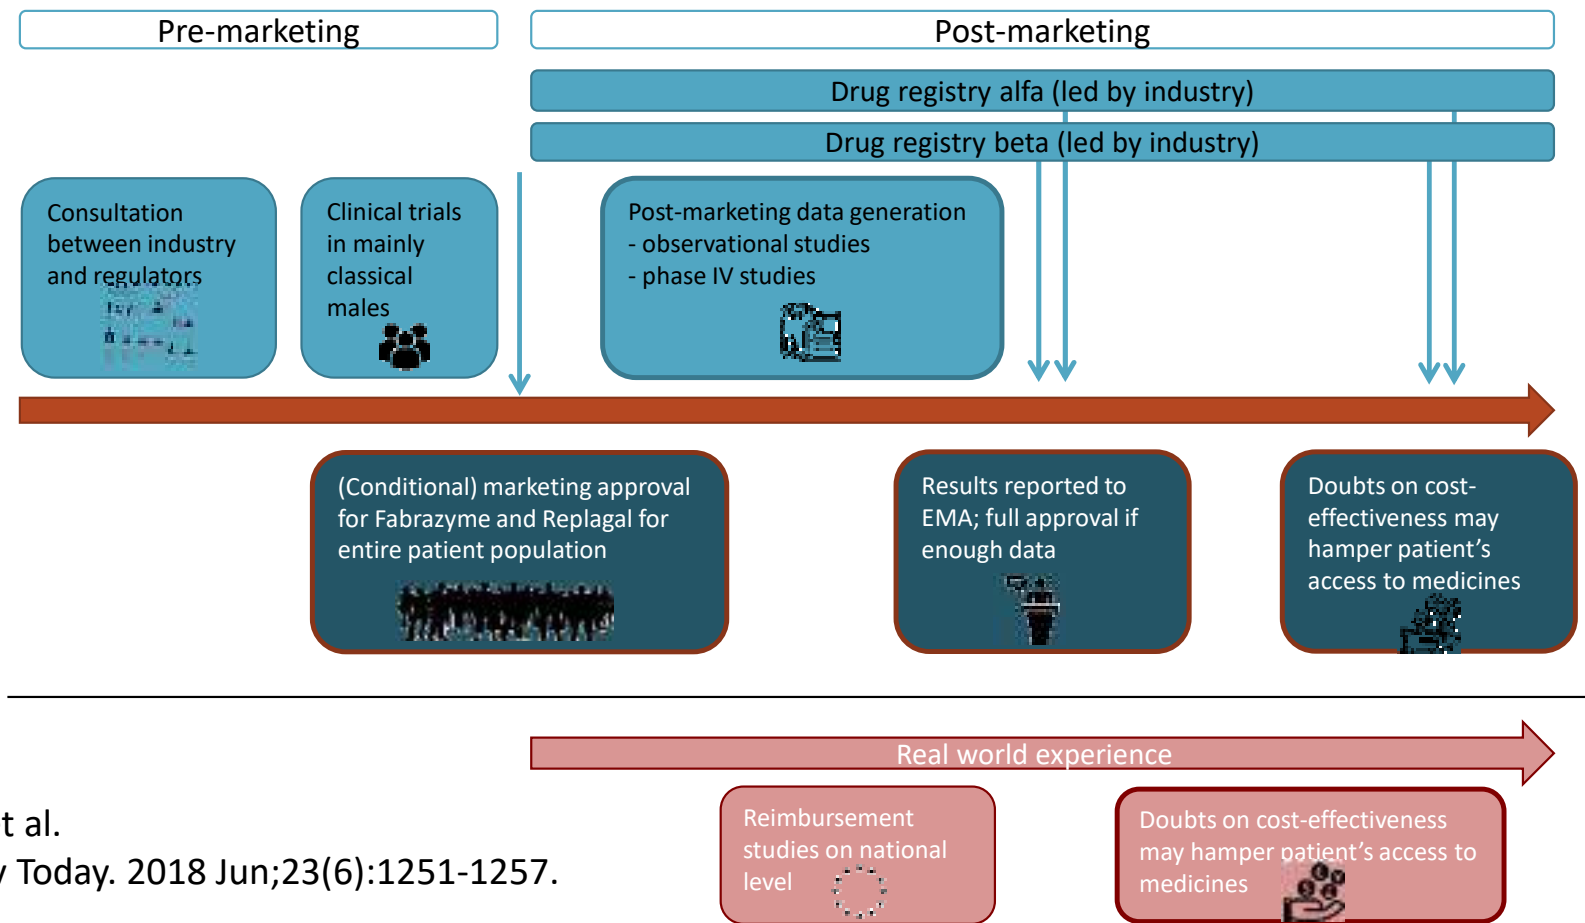 Pre-marketing
Post-marketing
Drug registry alfa (led by industry)
Drug registry beta (led by industry)
Consultation
between industry
and regulators
Clinical trials
in mainly
classical
males
Post-marketing data generation
- observational studies
- phase IV studies
(Conditional) marketing approval
for Fabrazyme and Replagal for
entire patient population
Results reported to
EMA; full approval if
enough data
Doubts on cost-
effectiveness may
hamper patient’s
access to medicines
Real world experience
Reimbursement
studies on national
level
Doubts on cost-effectiveness
may hamper patient’s access to
medicines
t al.
y Today. 2018 Jun;23(6):1251-1257.